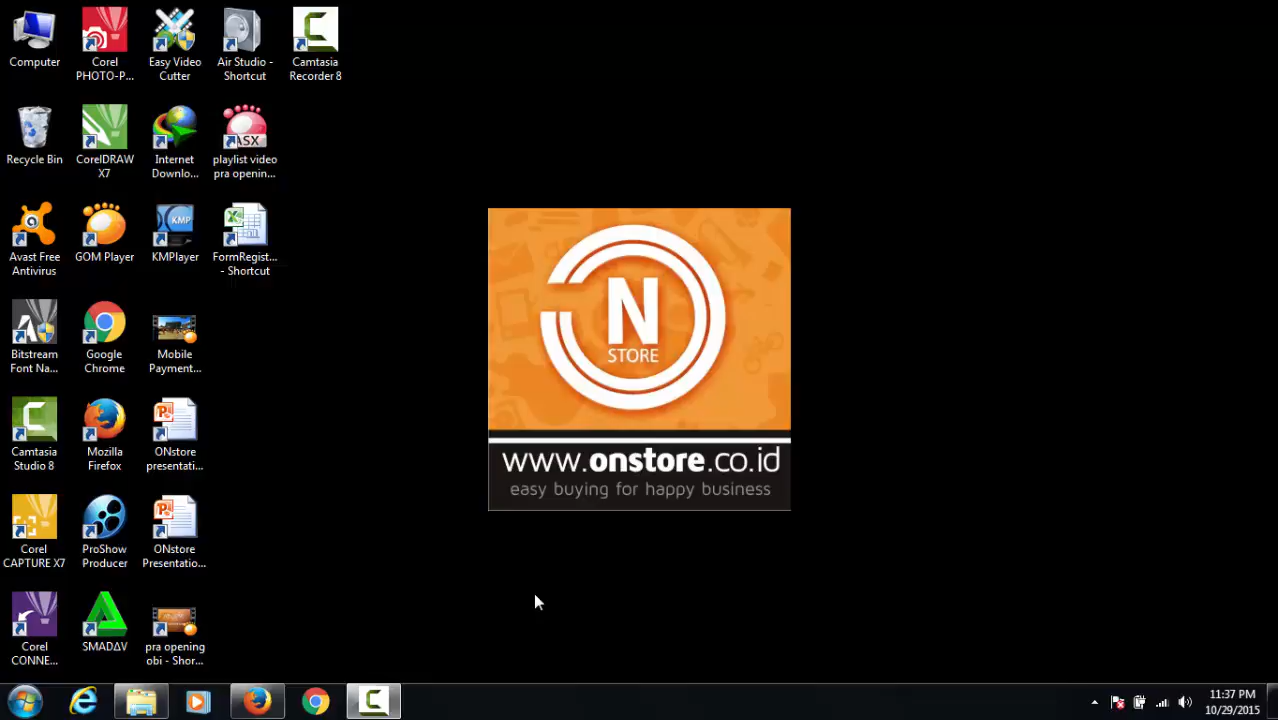 Computer
Corel
PHOTO-P...
Easy Video
Cutter
Air Studio -
Shortcut
Camtasia
Recorder 8
Recycle Bin
CorelDRAW
X7
Internet
Downlo...
ASX
playlist video
pra openin...
Avast Free
Antivirus
GOM Player
KMP
KMPlayer
FormRegist...
- Shortcut
Bitstream
Font Na...
Google
Chrome
Mobile
Payment...
Camtasia
Studio 8
Mozilla
Firefox
ONstore
presentati...
Corel
CAPTURE X7
ProShow
Producer
ONstore
Presentatio...
Corel
CONNE...
SMADΔV
pra opening
obi - Shor...
N
STORE
www.onstore.co.id
easy buying for happy business
11:37 PM
10/29/2015